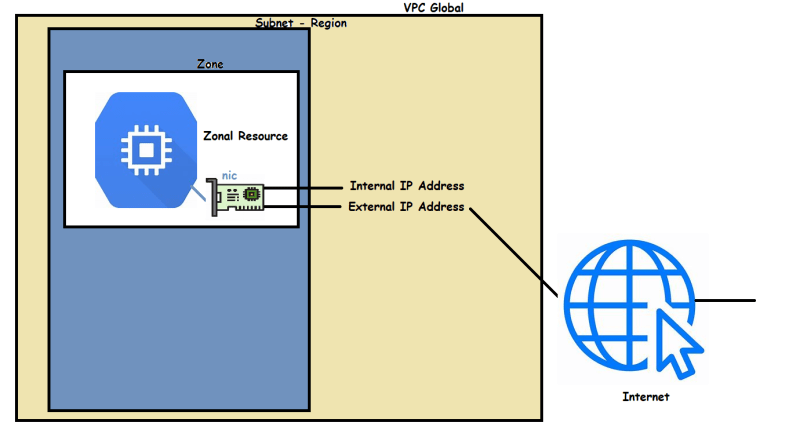 VPC Global
Subnet - Region
Zone
Zonal Resource
nic
Internal IP Address
External IP Address
Internet